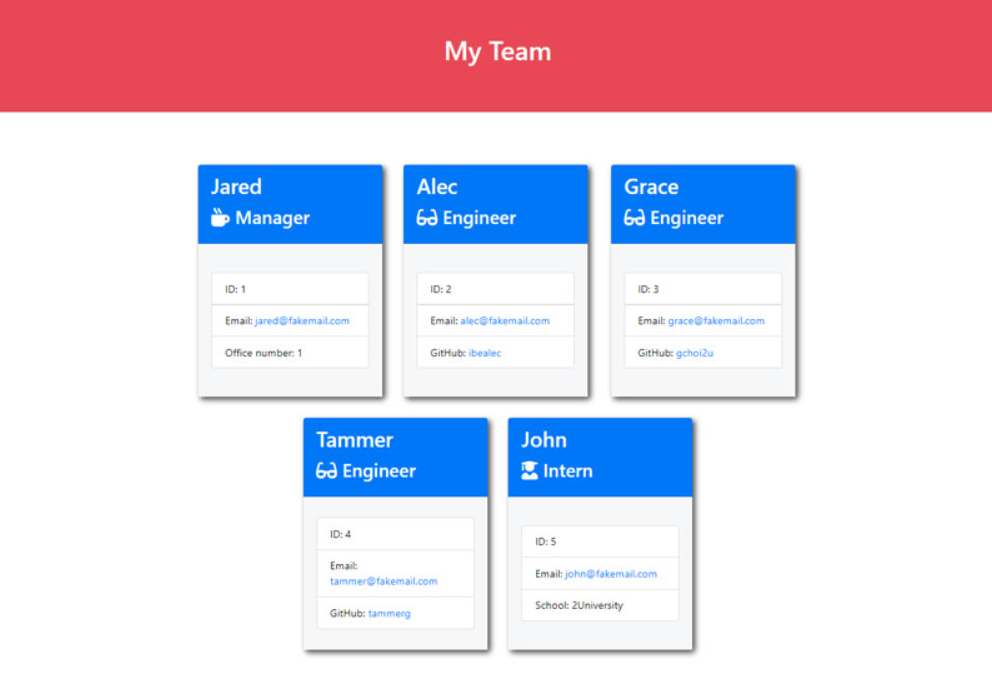 My Team
Jared
Manager
ID: 1
Email: jared@fakemail.com
Office number: 1
Alec
Engineer
ID: 2
Email: alec@fakemail.com
GitHub: ibealec
Grace
Engineer
ID: 3
Email: grace@fakemail.com
GitHub: gchoi2u
Tammer
Engineer
ID: 4
Email:
tammer@fakemail.com
GitHub: tammerg
John
Intern
ID: 5
Email: john@fakemail.com
School: 2University